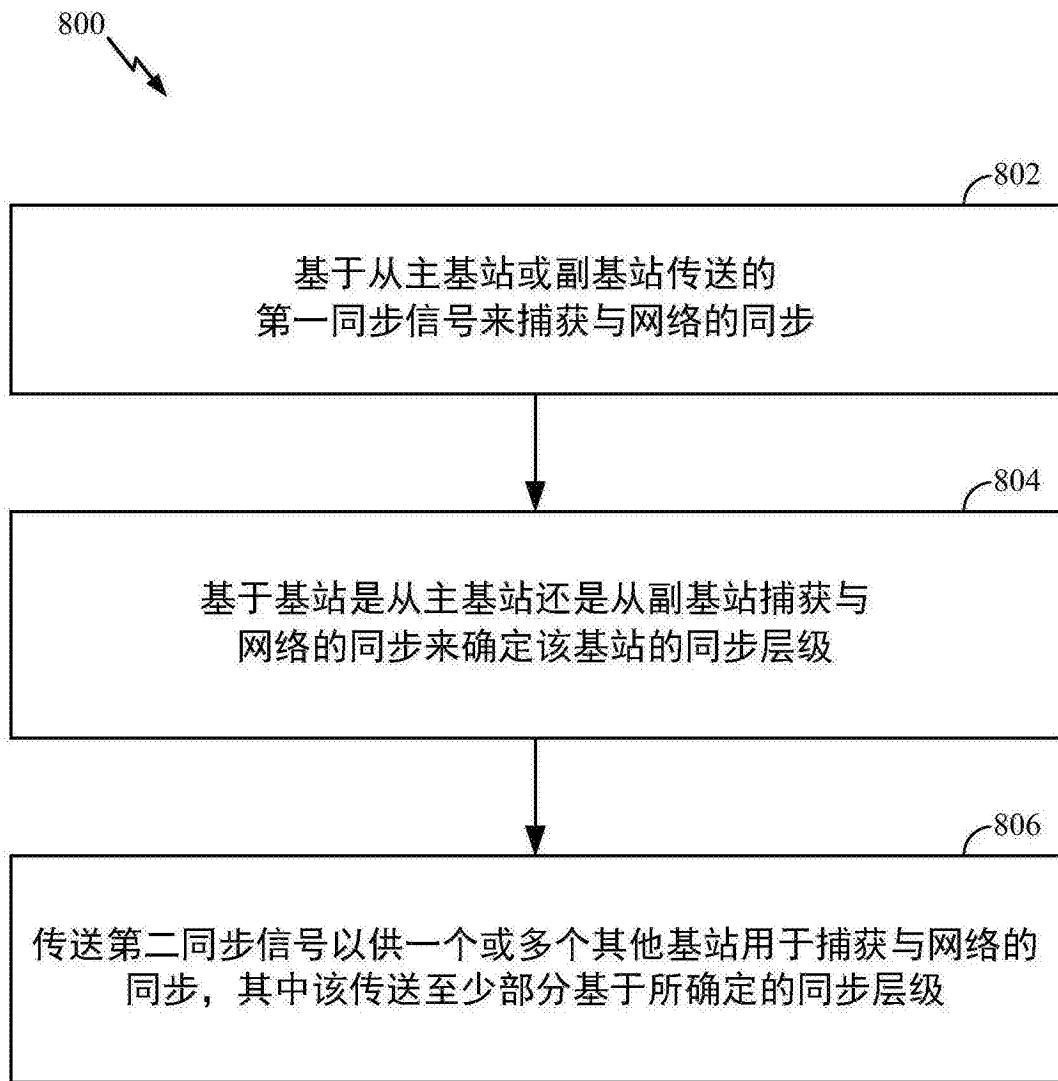 800
802
基于从主基站或副基站传送的
第一同步信号来捕获与网络的同步
804
基于基站是从主基站还是从副基站捕获与
网络的同步来确定该基站的同步层级
806
传送第二同步信号以供一个或多个其他基站用于捕获与网络的
同步，其中该传送至少部分基于所确定的同步层级